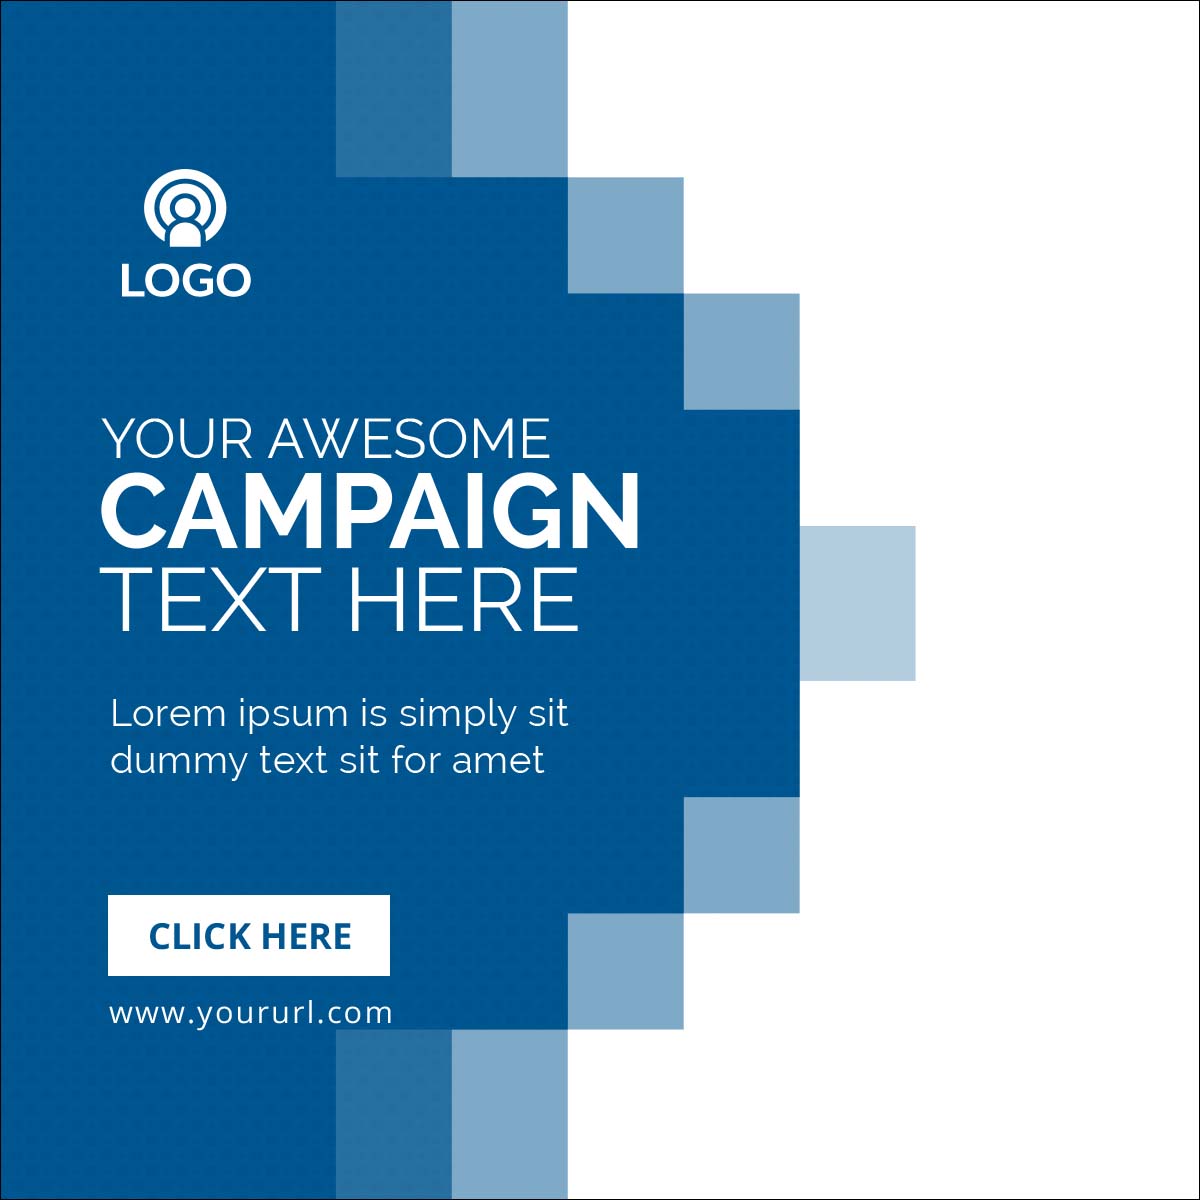 LOGO
YOUR AWESOME
CAMPAIGN
TEXT HERE
Lorem ipsum is simply sit
dummy text sit for amet
CLICK HERE
www.yoururl.com